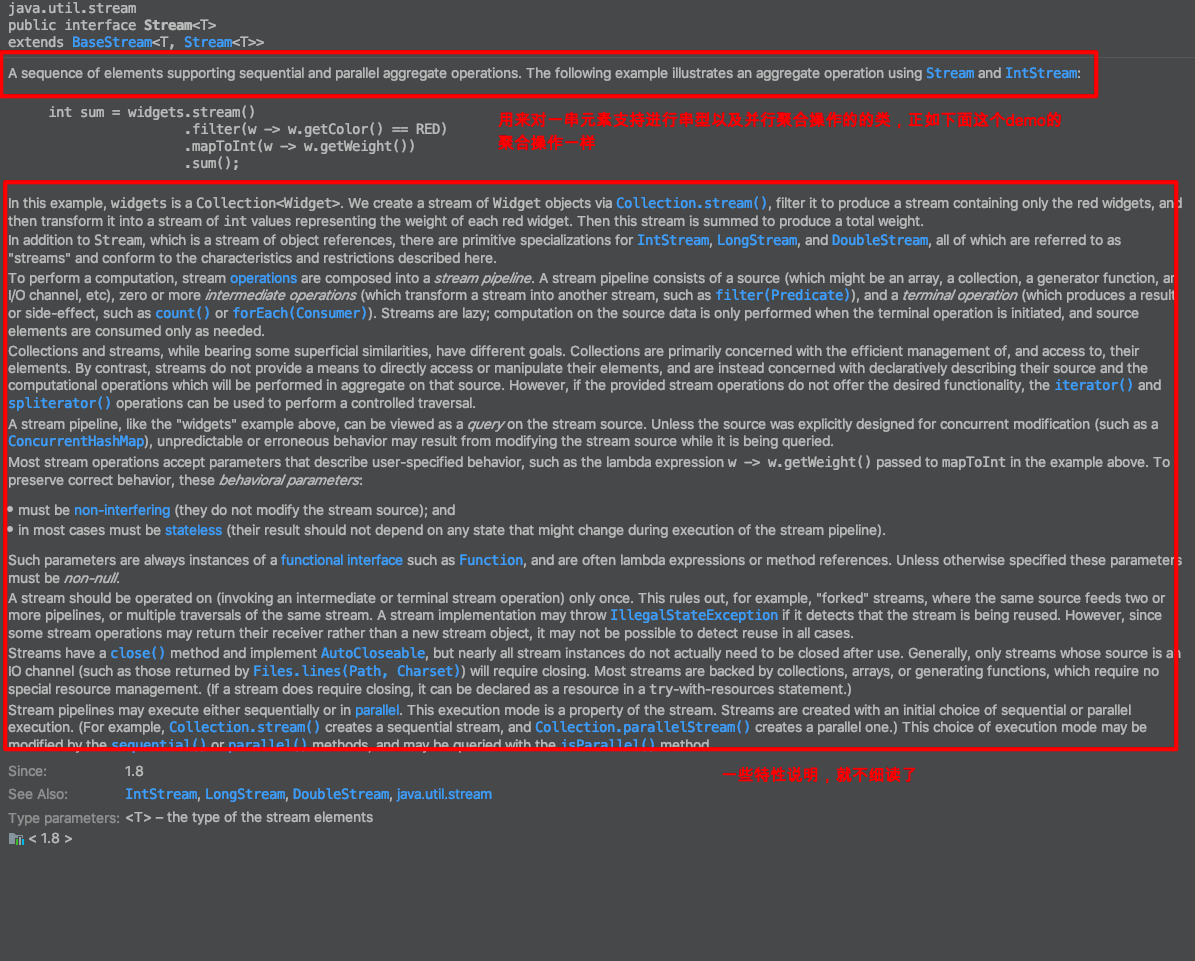 java.util.stream
public interface Stream<T>
extends BaseStream<T, Stream<T>>
A sequence of elements supporting sequential and parallel aggregate operations. The following example illustrates an aggregate operation using Stream and IntStream:
int sum = widgets.stream()
.filter(w -> w.getColor() == RED)
.mapToInt(w -> w.getWeight())
.sum();
用来对一串元素支持进行串型以及并行聚合操作的的类，正如下面这个demo的
聚合操作一样
In this example, widgets is a Collection<Widget>. We create a stream of Widget objects via Collection.stream(), filter it to produce a stream containing only the red widgets, and
then transform it into a stream of int values representing the weight of each red widget. Then this stream is summed to produce a total weight.
In addition to Stream, which is a stream of object references, there are primitive specializations for IntStream, LongStream, and DoubleStream, all of which are referred to as
"streams" and conform to the characteristics and restrictions described here.
To perform a computation, stream operations are composed into a stream pipeline. A stream pipeline consists of a source (which might be an array, a collection, a generator function, an
I/O channel, etc), zero or more intermediate operations (which transform a stream into another stream, such as filter(Predicate)), and a terminal operation (which produces a result
or side-effect, such as count() or forEach(Consumer)). Streams are lazy; computation on the source data is only performed when the terminal operation is initiated, and source
elements are consumed only as needed.
Collections and streams, while bearing some superficial similarities, have different goals. Collections are primarily concerned with the efficient management of, and access to, their
elements. By contrast, streams do not provide a means to directly access or manipulate their elements, and are instead concerned with declaratively describing their source and the
computational operations which will be performed in aggregate on that source. However, if the provided stream operations do not offer the desired functionality, the iterator() and
spliterator() operations can be used to perform a controlled traversal.
A stream pipeline, like the "widgets" example above, can be viewed as a query on the stream source. Unless the source was explicitly designed for concurrent modification (such as a
ConcurrentHashMap), unpredictable or erroneous behavior may result from modifying the stream source while it is being queried.
Most stream operations accept parameters that describe user-specified behavior, such as the lambda expression w -> w.getWeight() passed to mapToInt in the example above. To
preserve correct behavior, these behavioral parameters:
• must be non-interfering (they do not modify the stream source); and
• in most cases must be stateless (their result should not depend on any state that might change during execution of the stream pipeline).
Such parameters are always instances of a functional interface such as Function, and are often lambda expressions or method references. Unless otherwise specified these parameters
must be non-null.
A stream should be operated on (invoking an intermediate or terminal stream operation) only once. This rules out, for example, "forked" streams, where the same source feeds two or
more pipelines, or multiple traversals of the same stream. A stream implementation may throw IllegalStateException if it detects that the stream is being reused. However, since
some stream operations may return their receiver rather than a new stream object, it may not be possible to detect reuse in all cases.
Streams have a close() method and implement AutoCloseable, but nearly all stream instances do not actually need to be closed after use. Generally, only streams whose source is an
IO channel (such as those returned by Files.lines(Path, Charset)) will require closing. Most streams are backed by collections, arrays, or generating functions, which require no
special resource management. (If a stream does require closing, it can be declared as a resource in a try-with-resources statement.)
Stream pipelines may execute either sequentially or in parallel. This execution mode is a property of the stream. Streams are created with an initial choice of sequential or parallel
execution. (For example, Collection.stream() creates a sequential stream, and Collection.parallelStream() creates a parallel one.) This choice of execution mode may be
modified by the sequential() or parallel() methods, and may be queried with the isParallel() method.
Since: 1.8
一些特性说明，就不细谈了
See Also: IntStream, LongStream, DoubleStream, java.util.stream
Type parameters: <T> – the type of the stream elements
< 1.8 >